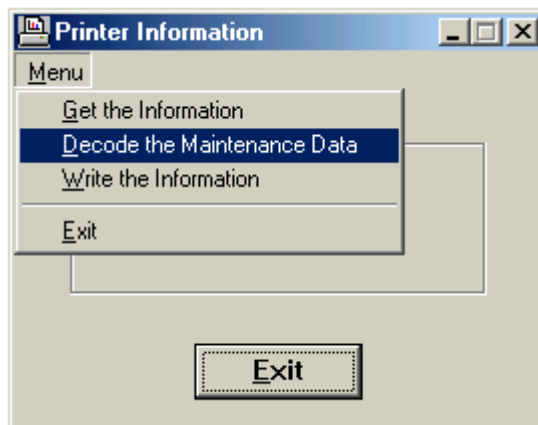 Printer Information
Menu
Get the Information
Decode the Maintenance Data
Write the Information
Exit
Exit